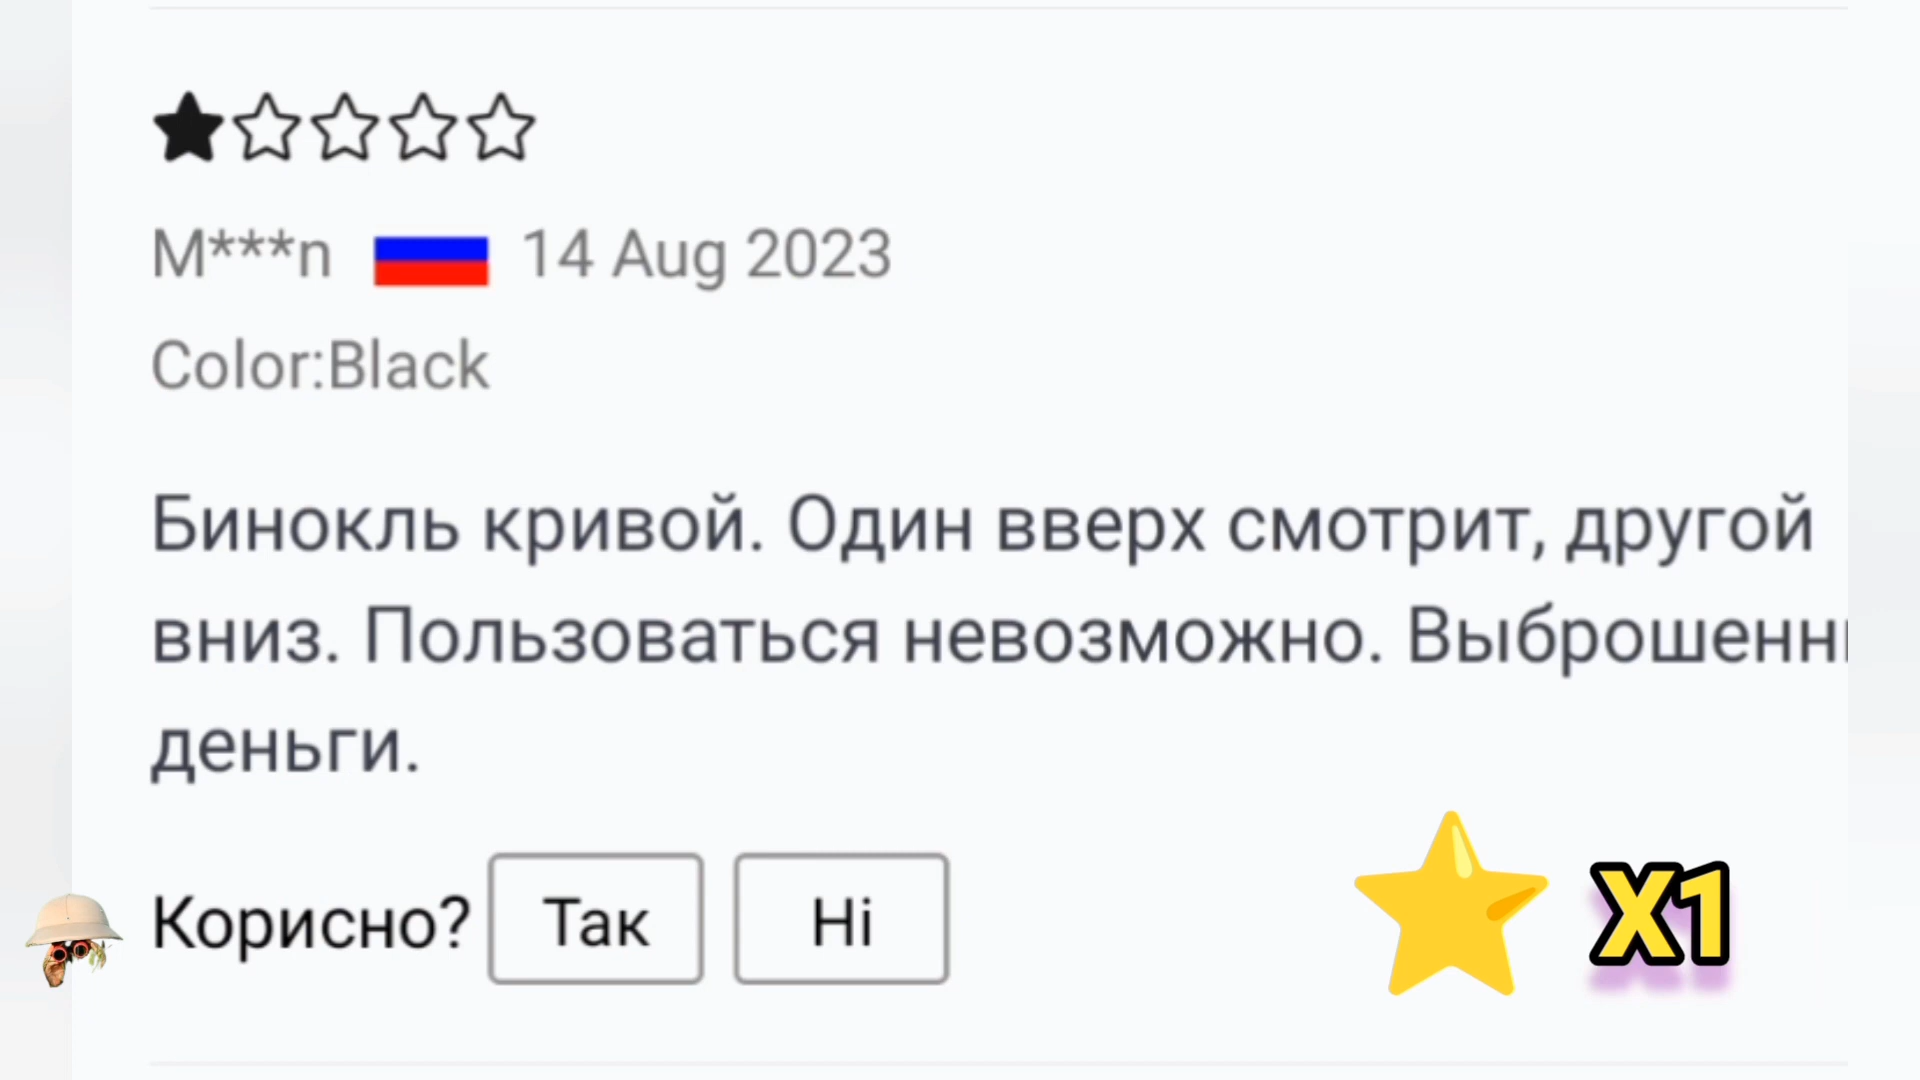 M***n 14 Aug 2023
Color:Black
Бинокль кривой. Один вверх смотрит, другой
вниз. Пользоваться невозможно.
деньги.
Корисно? Так Ні
X1